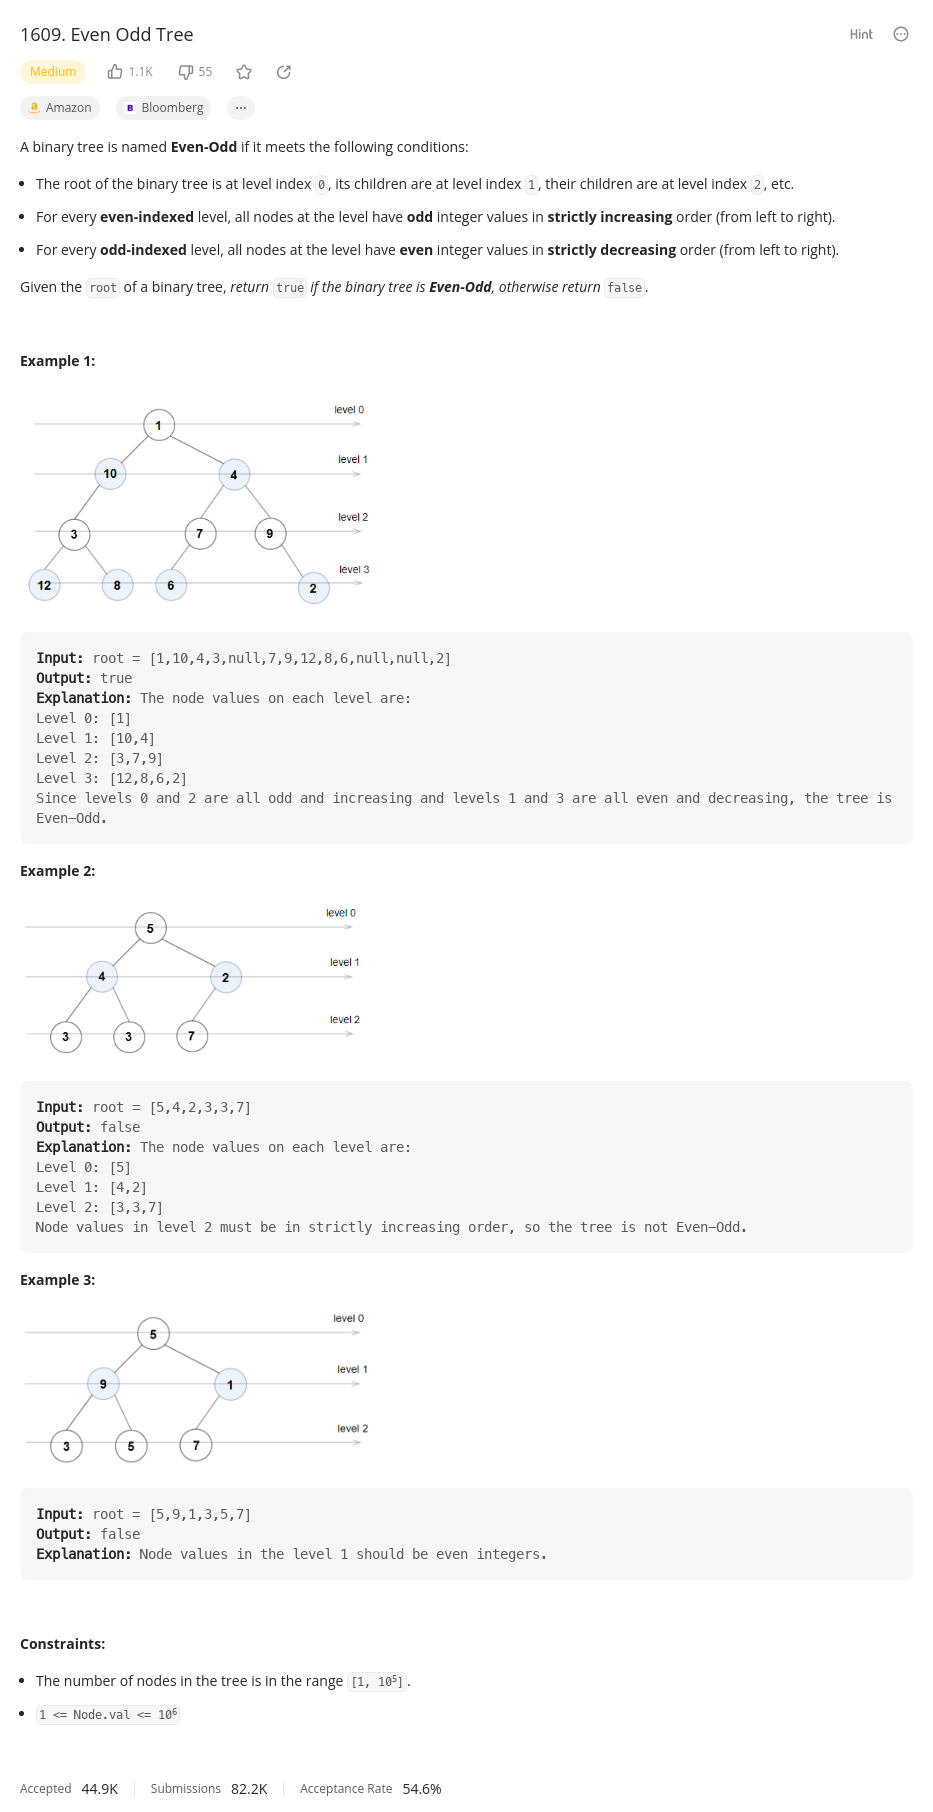 1609. Even Odd Tree
Hint
Medium 1.1K 55
Amazon Bloomberg ...
A binary tree is named Even-Odd if it meets the following conditions:
• The root of the binary tree is at level index 0, its children are at level index 1, their children are at level index 2, etc.
• For every even-indexed level, all nodes at the level have odd integer values in strictly increasing order (from left to right).
• For every odd-indexed level, all nodes at the level have even integer values in strictly decreasing order (from left to right).
Given the root of a binary tree, return true if the binary tree is Even-Odd, otherwise return false.
Example 1:
level 0
1
level 1
10 4
level 2
3 7 9
level 3
12 8 6 2
Input: root = [1,10,4,3,null,7,9,12,8,6,null,null,2]
Output: true
Explanation: The node values on each level are:
Level 0: [1]
Level 1: [10,4]
Level 2: [3,7,9]
Level 3: [12,8,6,2]
Since levels 0 and 2 are all odd and increasing and levels 1 and 3 are all even and decreasing, the tree is
Even-Odd.
Example 2:
level 0
5
level 1
4 2
level 2
3 3 7
Input: root = [5,4,2,3,3,7]
Output: false
Explanation: The node values on each level are:
Level 0: [5]
Level 1: [4,2]
Level 2: [3,3,7]
Node values in level 2 must be in strictly increasing order, so the tree is not Even-Odd.
Example 3:
level 0
5
level 1
9 1
level 2
3 5 7
Input: root = [5,9,1,3,5,7]
Output: false
Explanation: Node values in the level 1 should be even integers.
Constraints:
• The number of nodes in the tree is in the range [1, 10⁵].
• 1 <= Node.val <= 10⁶
Accepted 44.9K Submissions 82.2K Acceptance Rate 54.6%